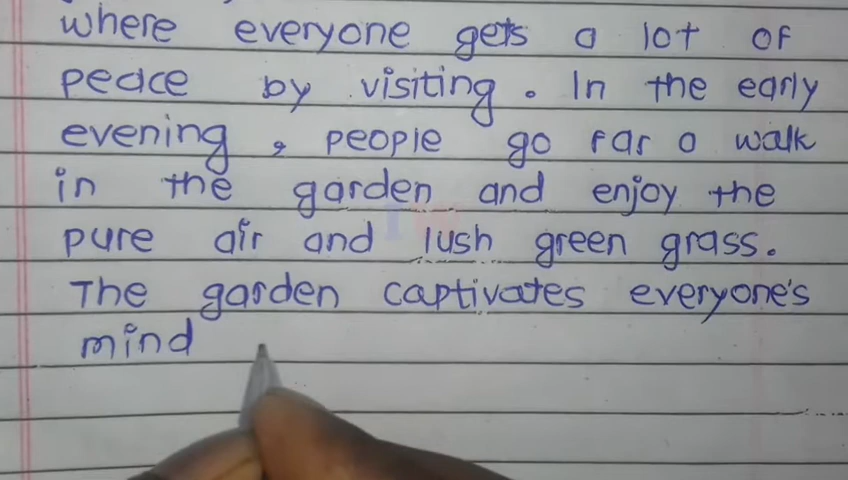 where everyone gets a lot of
peace by visiting. In the early
evening, people go far a walk
in the garden and enjoy the
pure air and lush green grass.
The garden captivates everyone's
mind